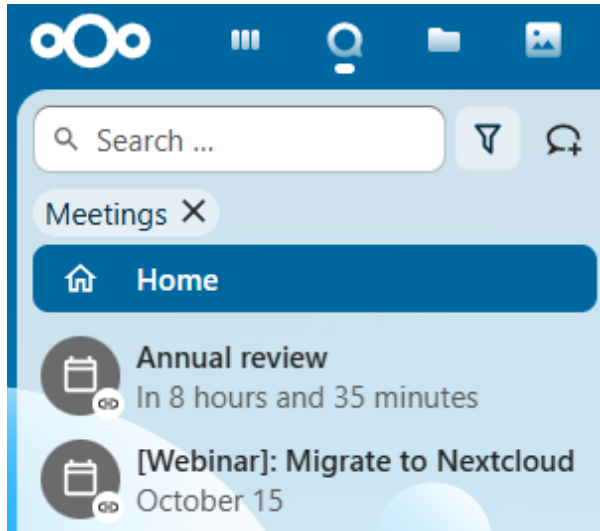 Search ...
Meetings
Home
Annual review
In 8 hours and 35 minutes
[Webinar]: Migrate to Nextcloud
October 15